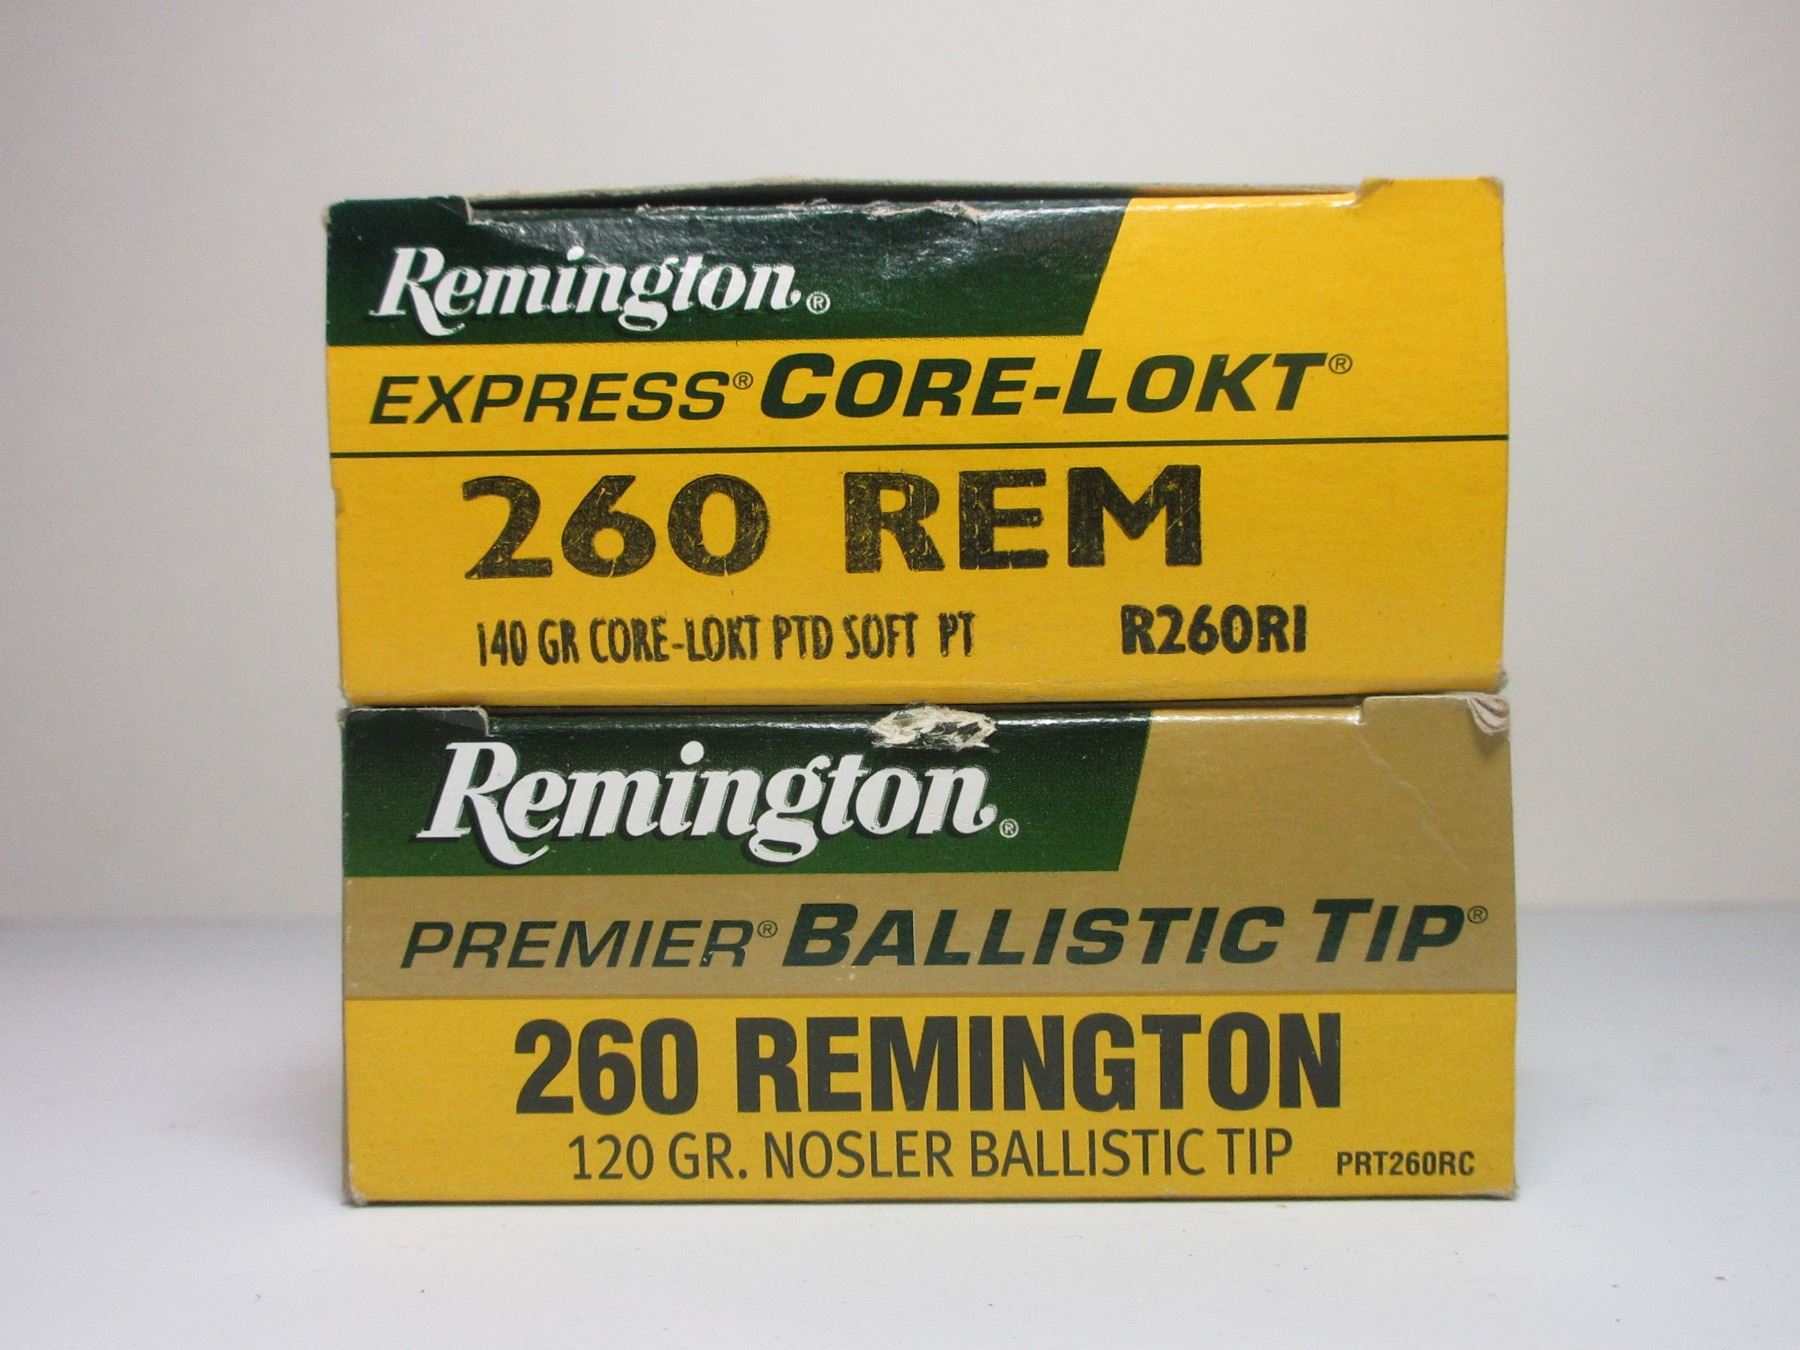 Remington®
EXPRESS® CORE-LOKT®
260 REM
140 GR CORE-LOKT PTD SOFT PT R260R1
Remington®
PREMIER® BALLISTIC TIP®
260 REMINGTON
120 GR. NOSLER BALLISTIC TIP PRT260RC